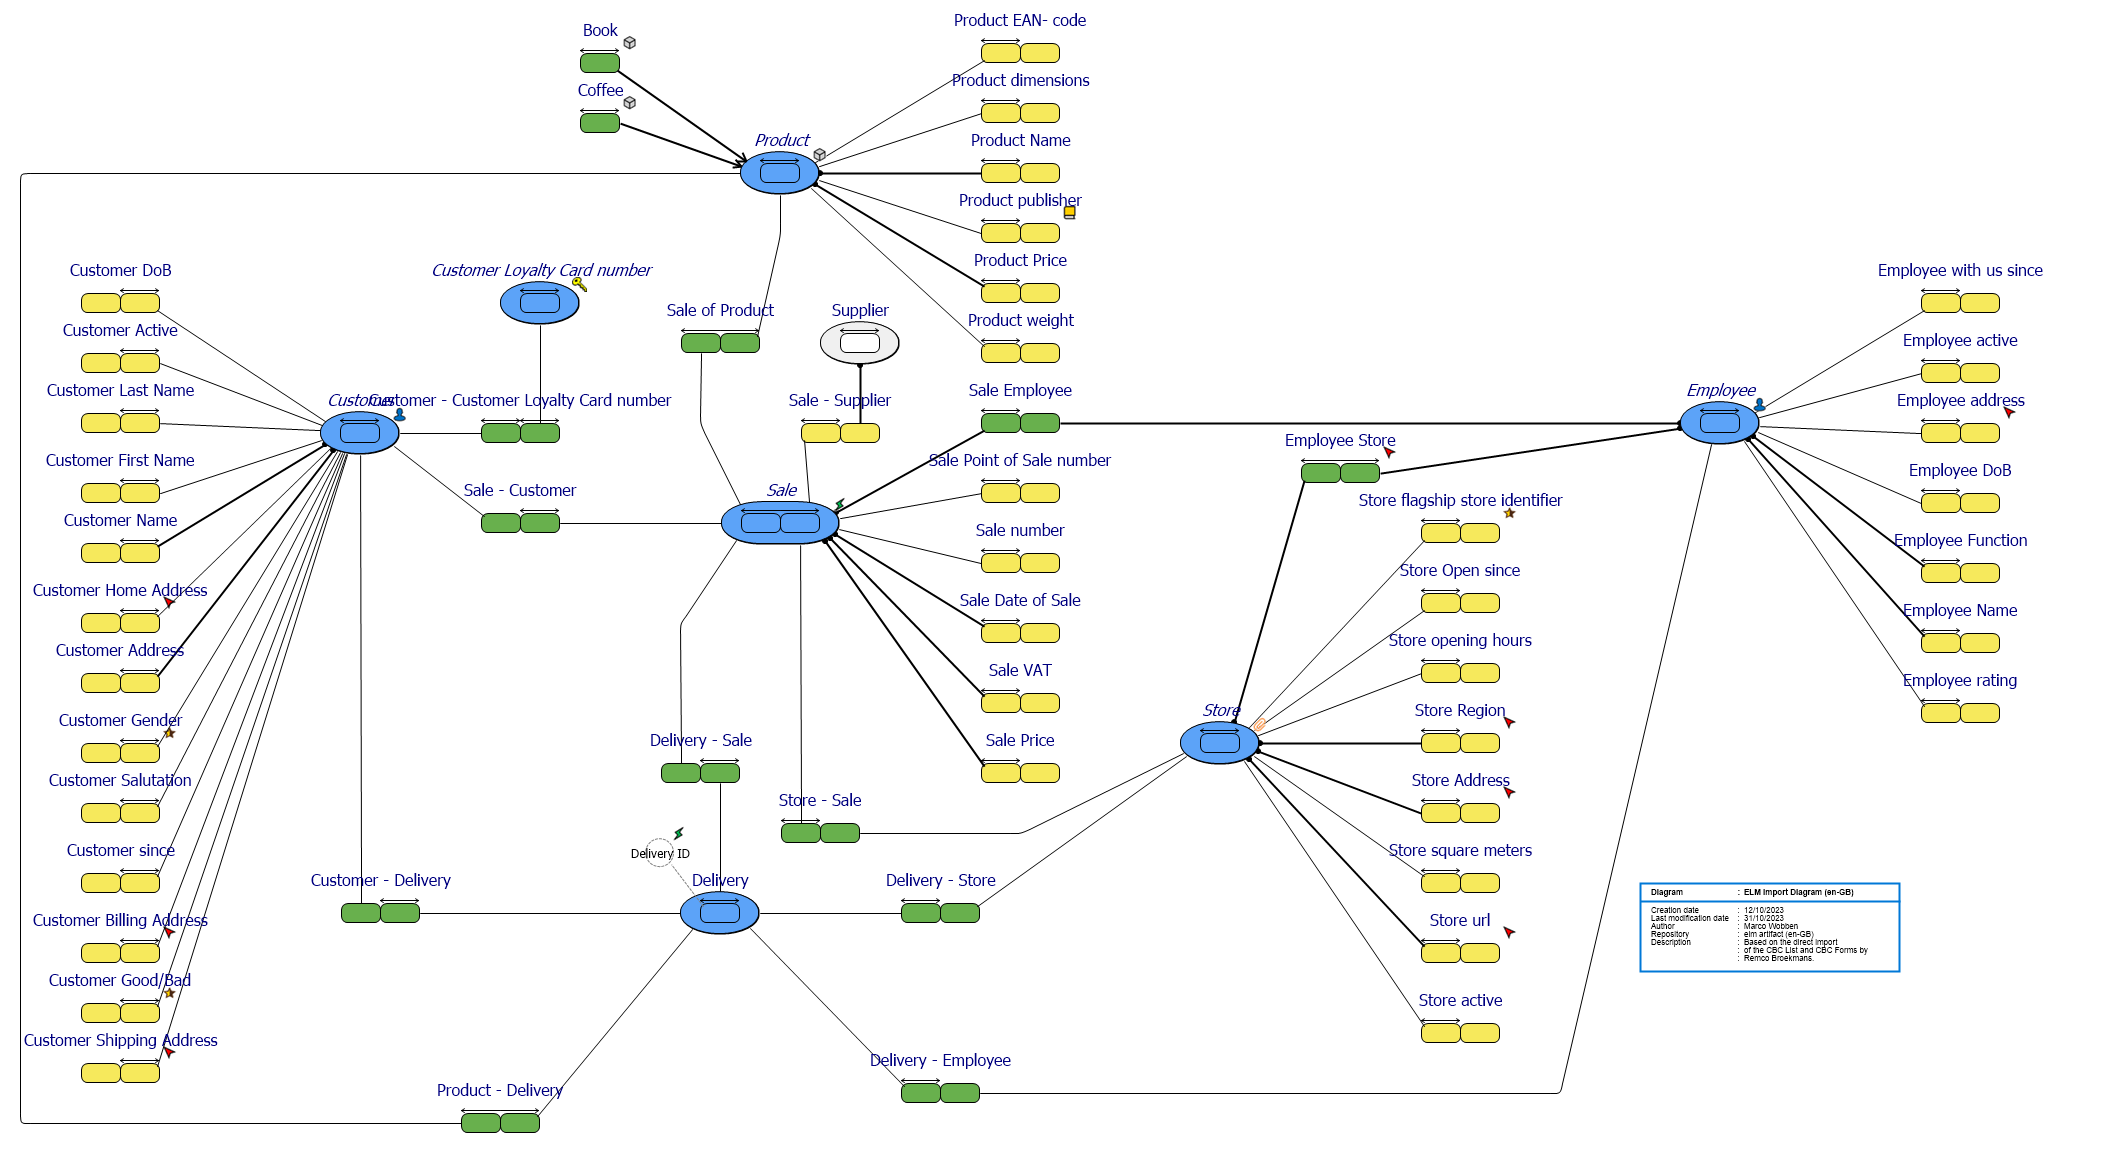 Product EAN- code
Book
Product dimensions
Coffee
Product
Product Name
Product publisher
Product Price
Customer DoB
Customer Loyalty Card number
Employee with us since
Sale of Product
Supplier
Product weight
Customer Active
Employee active
Customer Last Name
Sale Employee
Employee
Customer
Customer - Customer Loyalty Card number
Sale - Supplier
Employee address
Employee Store
Customer First Name
Sale Point of Sale number
Employee DoB
Sale - Customer
Sale
Store flagship store identifier
Customer Name
Sale number
Employee Function
Store Open since
Customer Home Address
Sale Date of Sale
Employee Name
Store opening hours
Customer Address
Sale VAT
Employee rating
Store
Store Region
Customer Gender
Delivery - Sale
Sale Price
Customer Salutation
Store Address
Store - Sale
Customer since
Delivery ID
Store square meters
Customer - Delivery
Delivery
Delivery - Store
Diagram : ELM Import Diagram (en-GB)
Creation date : 12/10/2023
Last modification date : 31/10/2023
Author : Marco Wobben
Repository : elm artifact (en-GB)
Description : Based on the direct import
: of the CBC List and CBC Forms by
: Remco Broekmans.
Customer Billing Address
Store url
Customer Good/Bad
Store active
Customer Shipping Address
Delivery - Employee
Product - Delivery